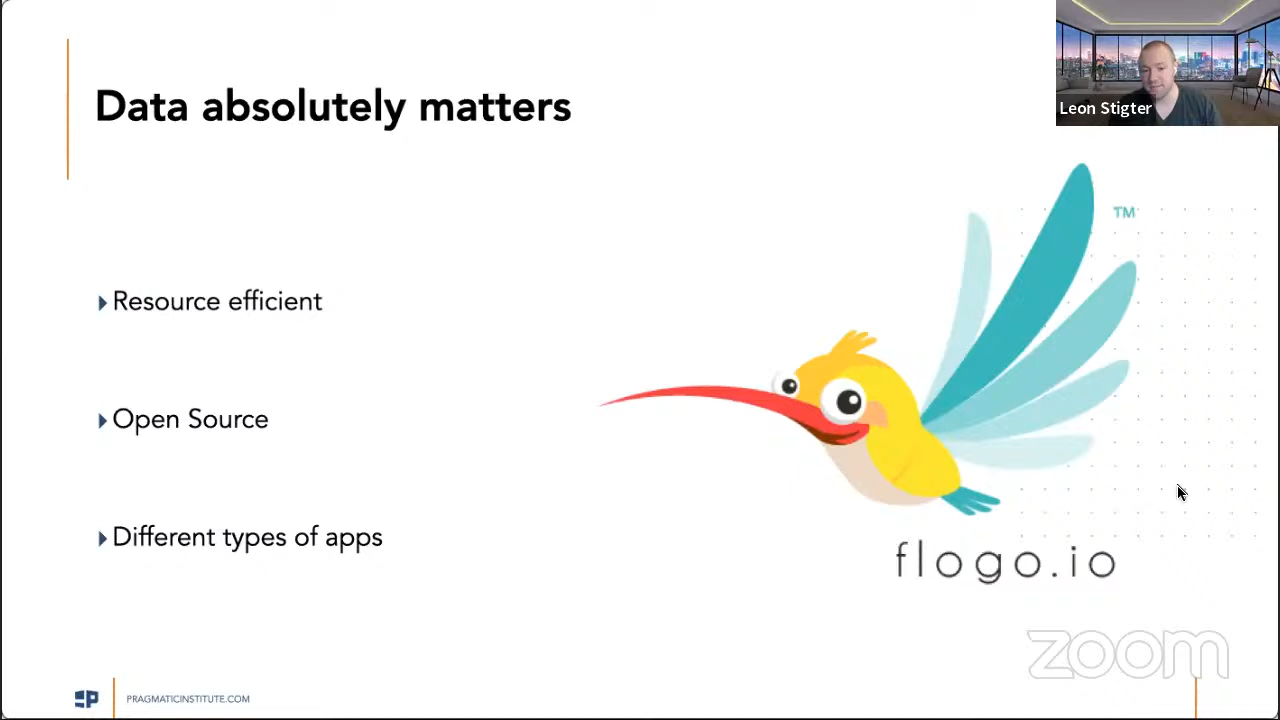 Data absolutely matters
Leon Stigter
TM
Resource efficient
Open Source
Different types of apps
flogo.io
zoom
PRAGMATICINSTITUTE.COM